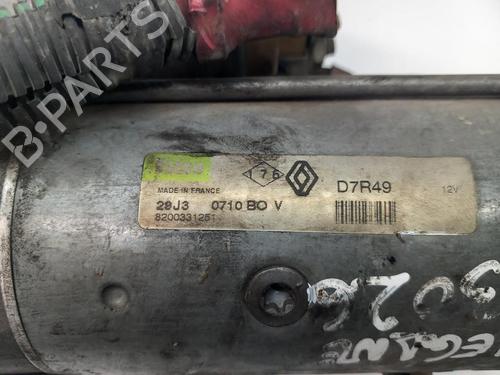 B-PARTS
176
D7R49
12V
MADE IN FRANCE
29J3 0710 BO V
8200331251